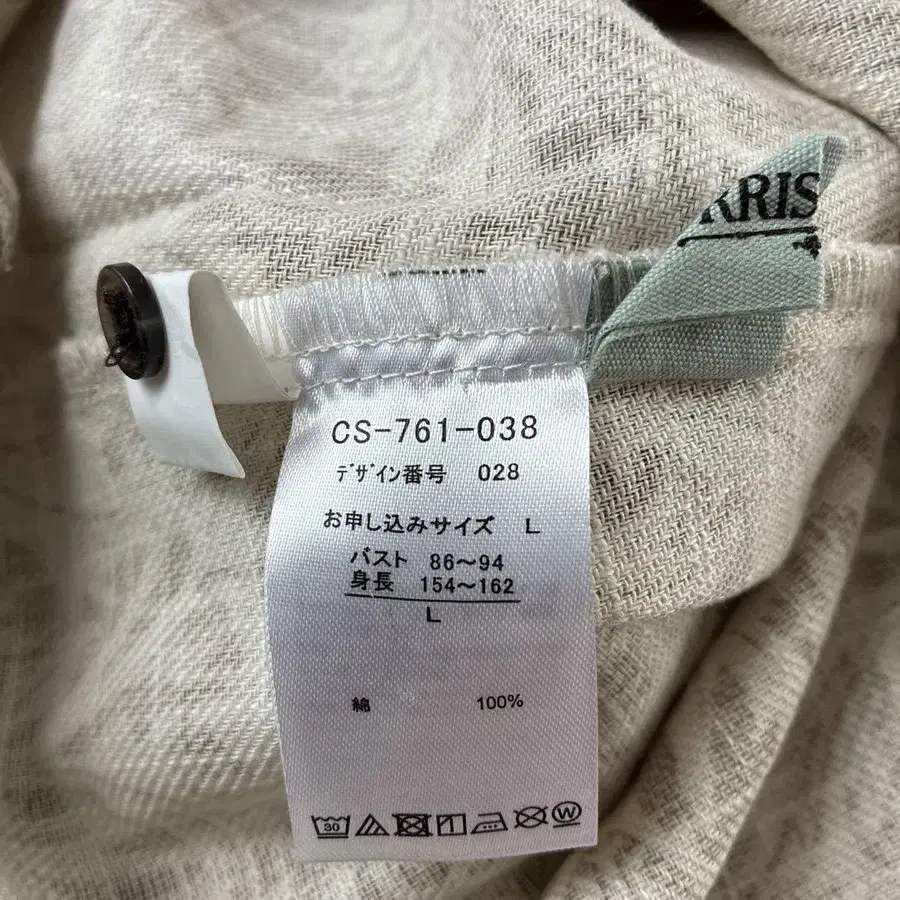 RRIS
CS-761-038
ﾃﾞｻﾞｲﾝ番号 028
お申し込みサイズ L
バスト 86～94
身長 154～162
L
綿 100%
30
W